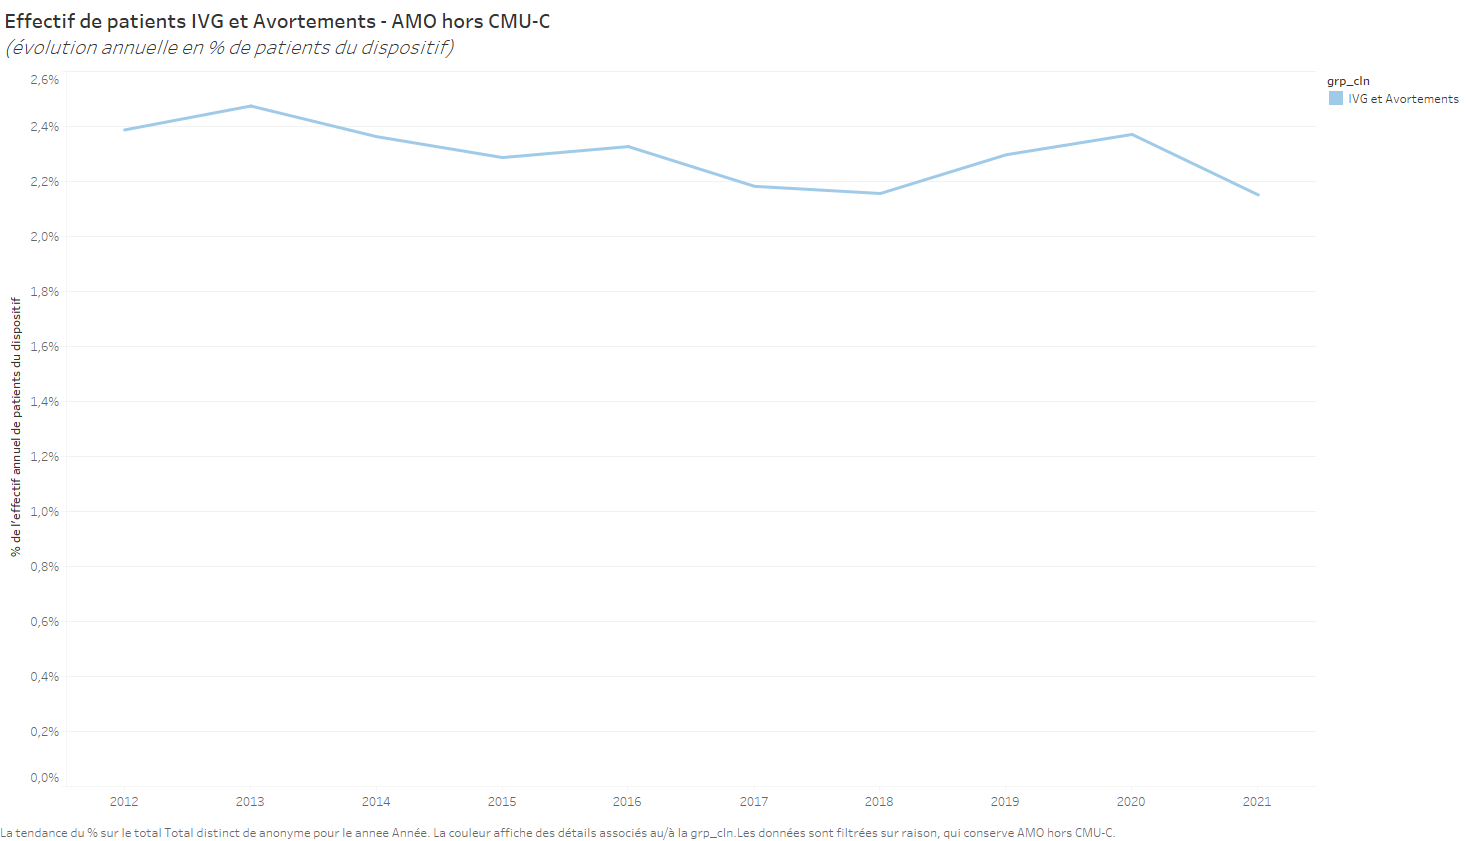 Effectif de patients IVG et Avortements - AMO hors CMU-C
(évolution annuelle en % de patients du dispositif)
grp_cln
IVG et Avortements
% de l'effectif annuel de patients du dispositif
2,6%
2,4%
2,2%
2,0%
1,8%
1,6%
1,4%
1,2%
1,0%
0,8%
0,6%
0,4%
0,2%
0,0%
2012 2013 2014 2015 2016 2017 2018 2019 2020 2021
La tendance du % sur le total Total distinct de anonyme pour le annee Année. La couleur affiche des détails associés au/à la grp_cln.Les données sont filtrées sur raison, qui conserve AMO hors CMU-C.